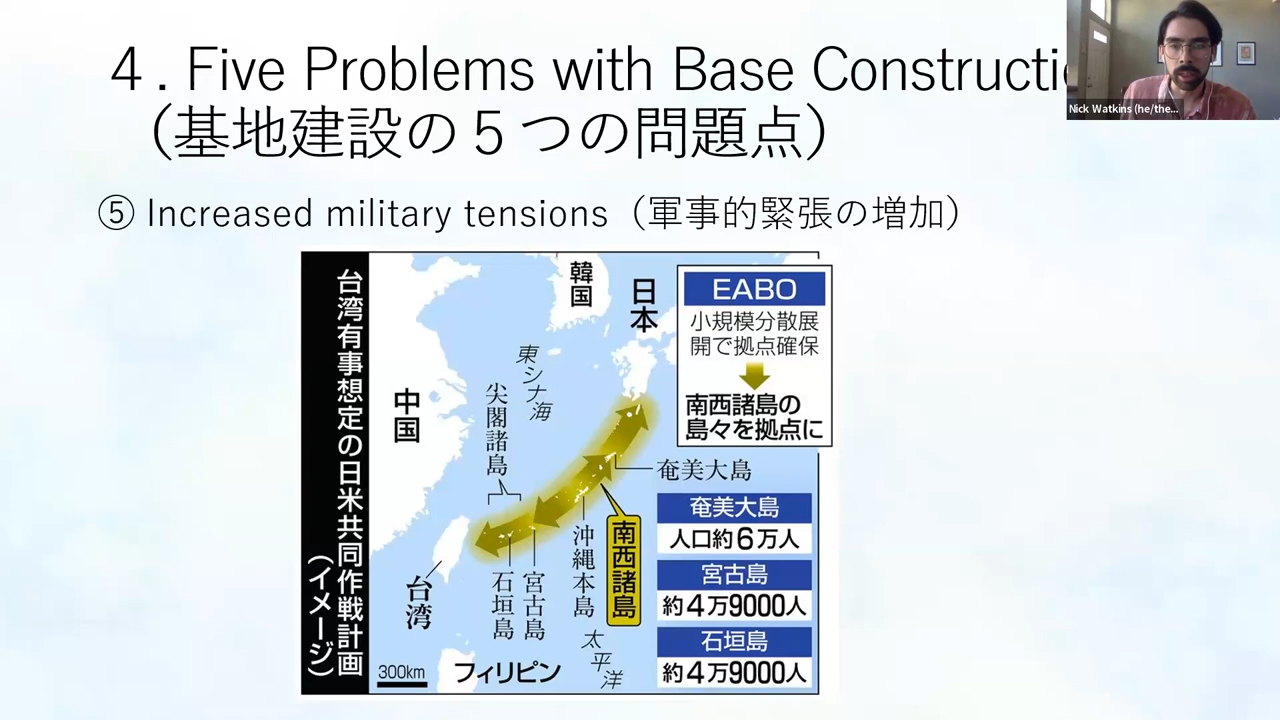 ４. Five Problems with Base Constructi
（基地建設の５つの問題点）
Nick Watkins (he/the...
⑤ Increased military tensions（軍事的緊張の増加）
台湾有事想定の日米共同作戦計画
（イメージ）
韓国
日本
EABO
小規模分散展
開で拠点確保
南西諸島の
島々を拠点に
東シナ海
中国
尖閣諸島
奄美大島
南西諸島
沖縄本島
宮古島
石垣島
台湾
太平洋
フィリピン
300km
奄美大島
人口約6万人
宮古島
約4万9000人
石垣島
約4万9000人